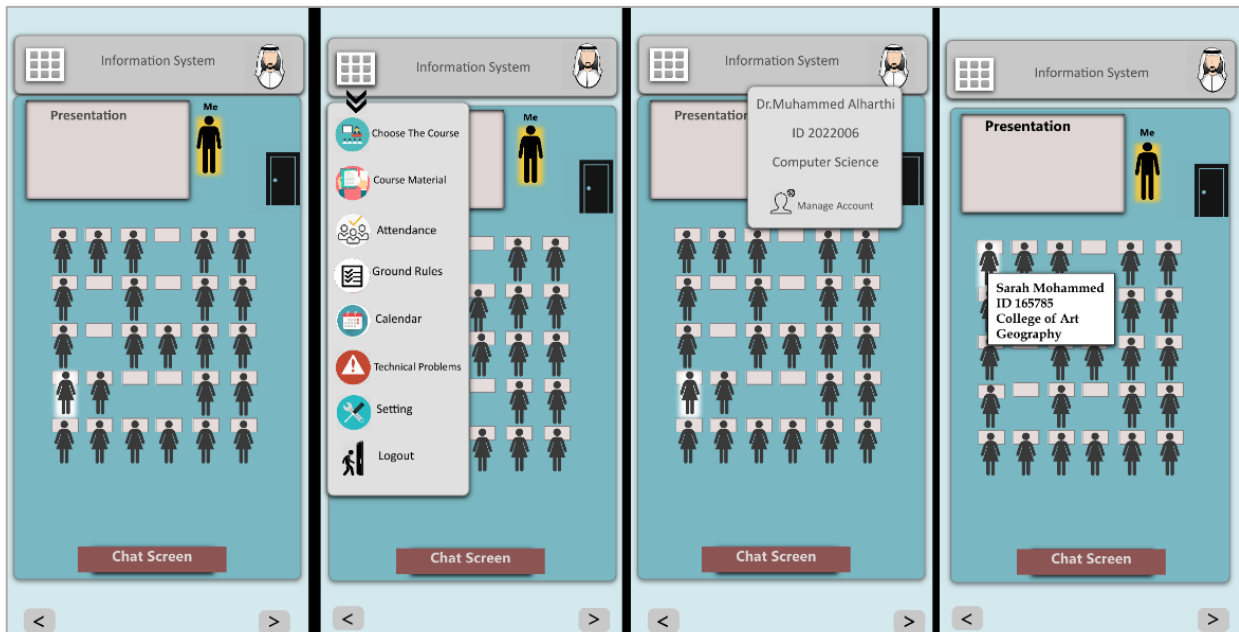 Information System
Presentation
Me
Chat Screen
<
>
Information System
Me
Choose The Course
Course Material
Attendance
Ground Rules
Calendar
Technical Problems
Setting
Logout
Chat Screen
<
>
Information System
Presentation
Dr.Muhammed Alharthi
ID 2022006
Computer Science
Manage Account
Chat Screen
<
>
Information System
Presentation
Me
Sarah Mohammed
ID 165785
College of Art
Geography
Chat Screen
<
>